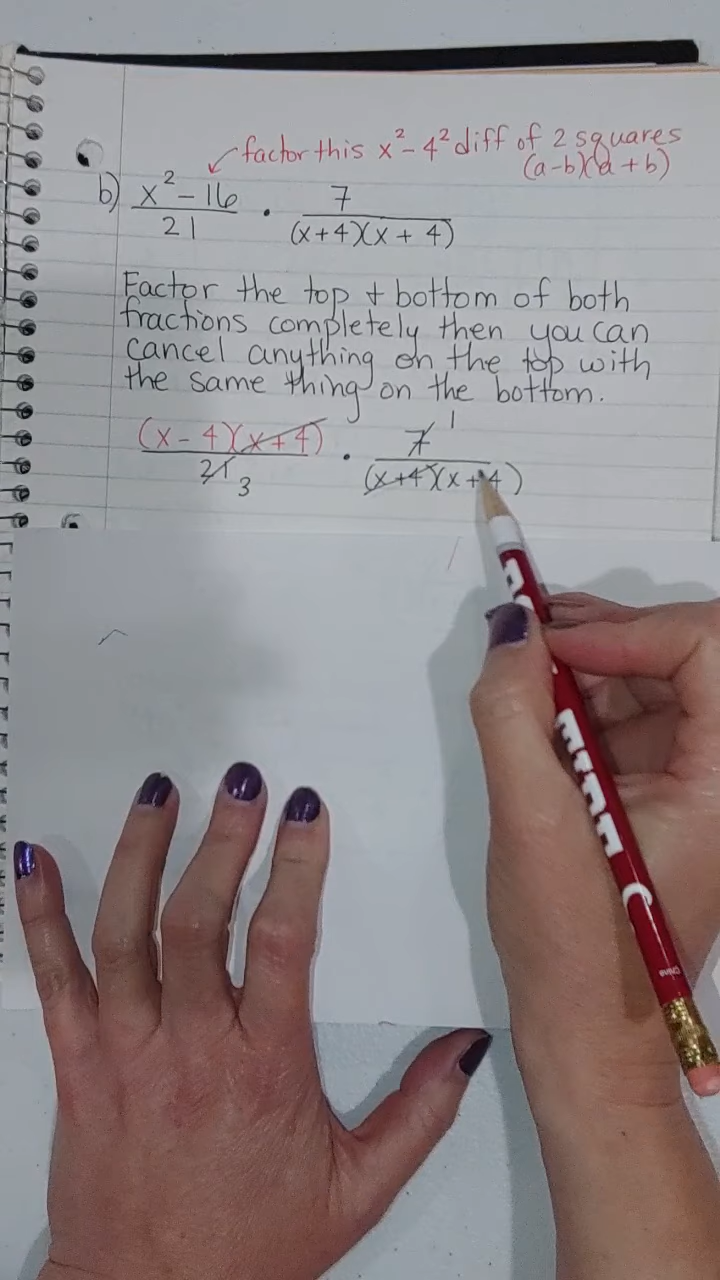 factor this x² - 4² diff of 2 squares
(a-b)(a+b)
b) x² - 16 / 21 · 7 / (x+4)(x+4)
Factor the top + bottom of both
fractions completely then you can
cancel anything on the top with
the same thing on the bottom.
(x-4)(x+4) / 21 3 · 7 1 / (x+4)(x+4)
China